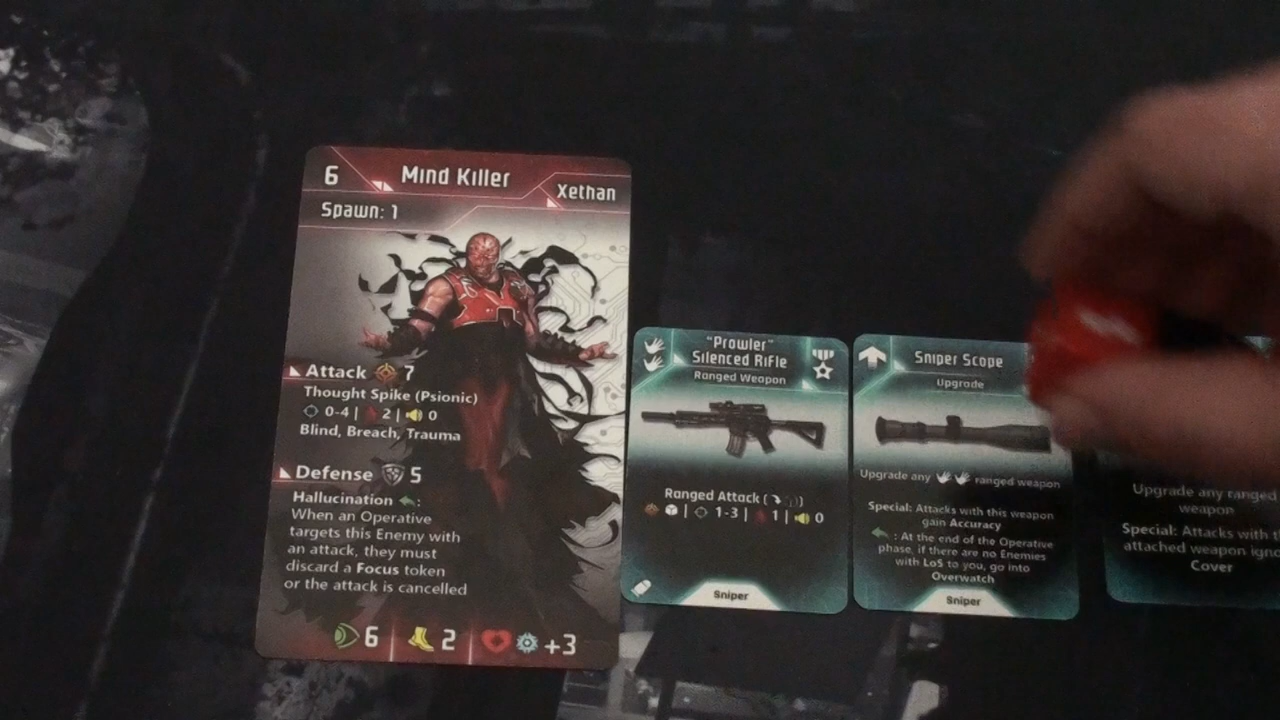 6
Mind Killer
Xethan
Spawn: 1
Attack 7
Thought Spike (Psionic)
0-4 | 2 | 0
Blind, Breach, Trauma
Defense 5
Hallucination :
When an Operative
targets this Enemy with
an attack, they must
discard a Focus token
or the attack is cancelled
6 2 +3
"Prowler"
Silenced Rifle
Ranged Weapon
Ranged Attack ( )
| 1-3 | 1 | 0
Sniper
Sniper Scope
Upgrade
Upgrade any ranged weapon
Special: Attacks with this weapon
gain Accuracy
: At the end of the Operative
phase, if there are no Enemies
with LoS to you, go into
Overwatch
Sniper
Upgrade any ranged
weapon
Special: Attacks with
attached weapon
Cover